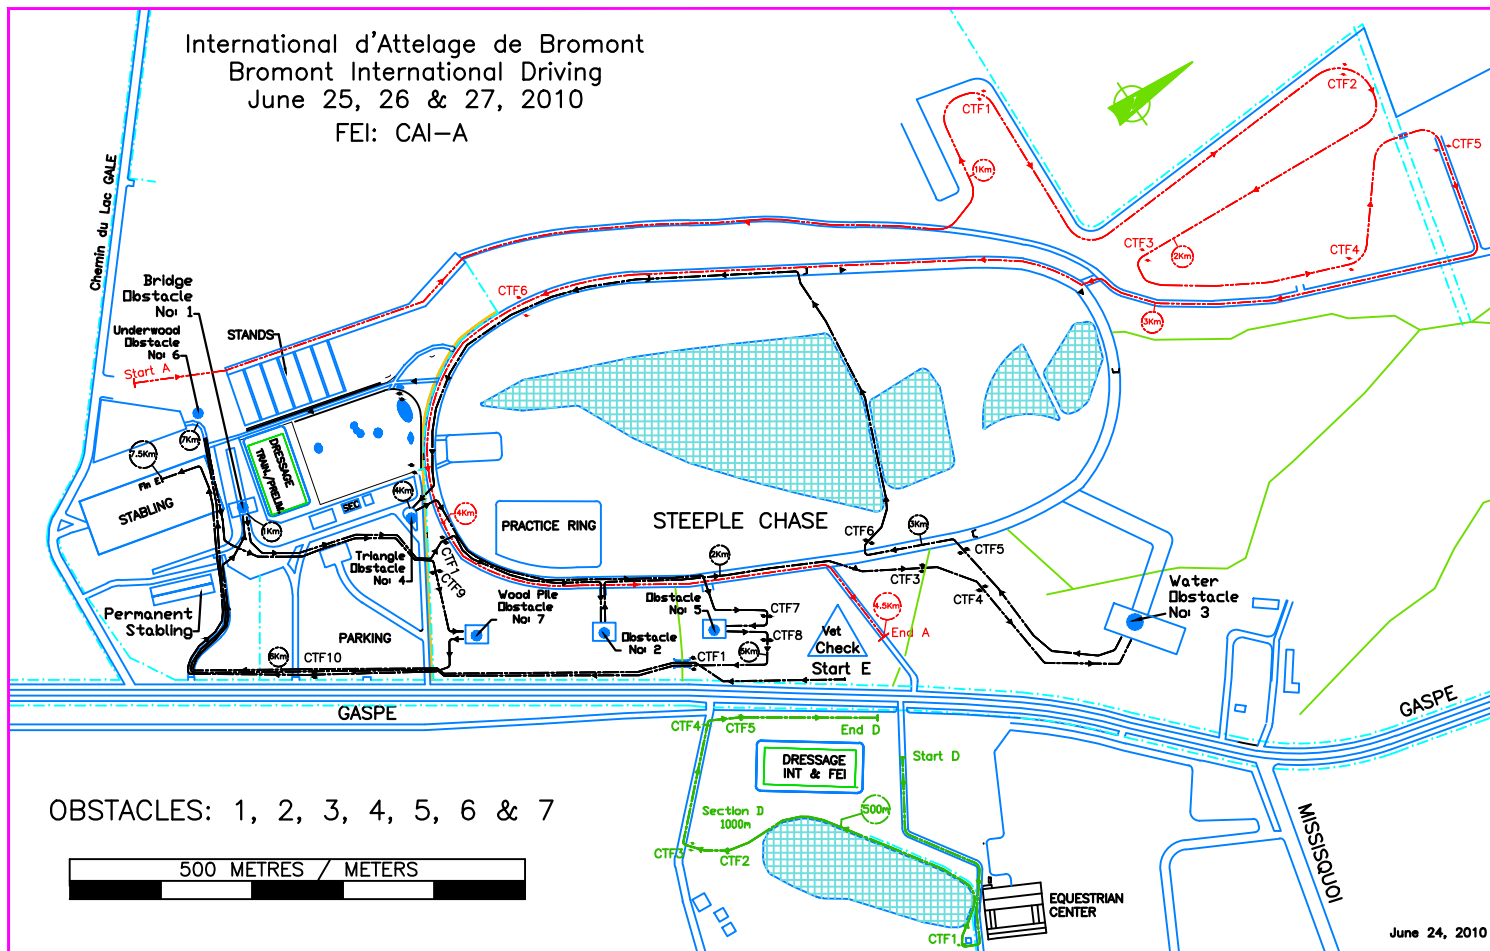 International d'Attelage de Bromont
Bromont International Driving
June 25, 26 & 27, 2010
FEI: CAI-A
Chemin du Lac GALE
Bridge
Obstacle
No: 1
Underwood
Obstacle
No: 6
Start A
STANDS
CTF6
CTF1
1Km
CTF2
CTF5
CTF3
2Km
CTF4
3Km
7Km
7.5Km
Fin E
STABLING
DRESSAGE
TRAIN./PRELIM.
SEC
1Km
4Km
4Km
Triangle
Obstacle
No: 4
CTF1
CTF9
PRACTICE RING
STEEPLE CHASE
CTF6
3Km
CTF5
2Km
CTF3
CTF4
Permanent
Stabling
PARKING
Wood Pile
Obstacle
No: 7
Obstacle
No: 2
Obstacle
No: 5
CTF7
CTF8
5Km
CTF1
Vet
Check
Start E
4.5Km
End A
Water
Obstacle
No: 3
6Km
CTF10
GASPE
GASPE
CTF4
CTF5
End D
Start D
DRESSAGE
INT & FEI
Section D
1000m
500m
CTF3
CTF2
CTF1
EQUESTRIAN
CENTER
MISSISQUOI
OBSTACLES: 1, 2, 3, 4, 5, 6 & 7
500 METRES / METERS
June 24, 2010